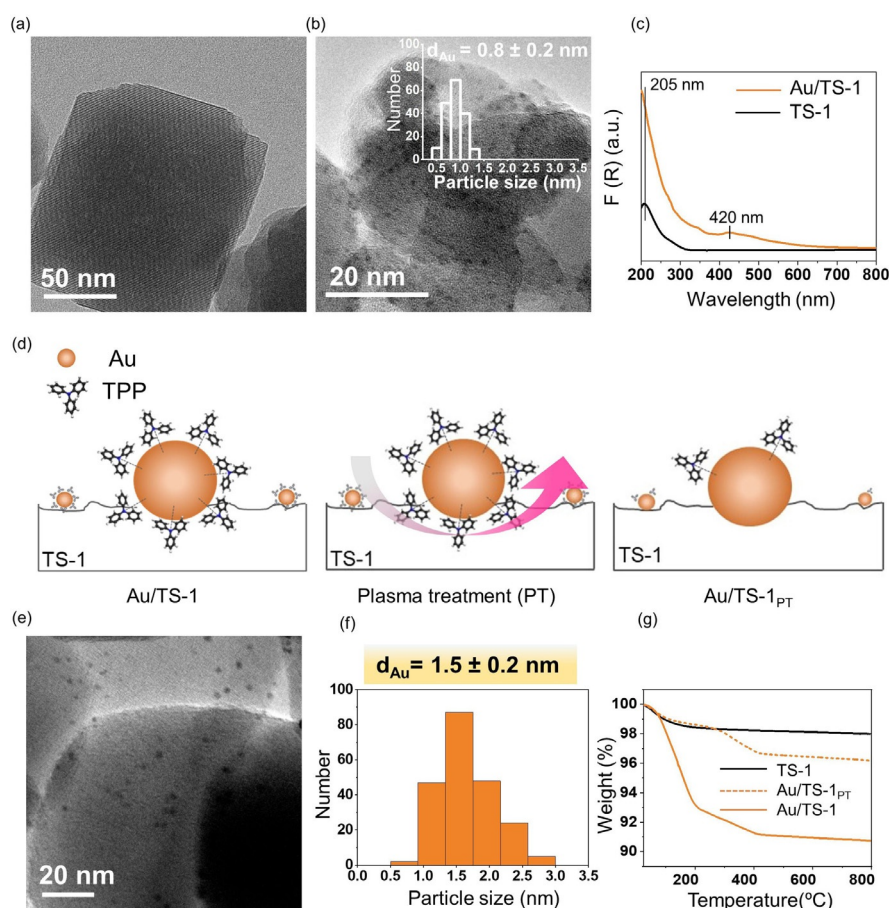 (a)
50 nm
(b)
d_Au = 0.8 ± 0.2 nm
100
80
60
40
20
0
Number
0.5 1.0 1.5 2.0 2.5 3.0 3.5
Particle size (nm)
20 nm
(c)
205 nm
Au/TS-1
TS-1
420 nm
F (R) (a.u.)
200 300 400 500 600 700 800
Wavelength (nm)
(d)
Au
TPP
TS-1
Au/TS-1
TS-1
Plasma treatment (PT)
TS-1
Au/TS-1PT
(e)
20 nm
(f)
dAu= 1.5 ± 0.2 nm
100
80
60
40
20
0
Number
0.0 0.5 1.0 1.5 2.0 2.5 3.0 3.5
Particle size (nm)
(g)
100
98
96
94
92
90
Weight (%)
TS-1
Au/TS-1PT
Au/TS-1
200 400 600 800
Temperature(ºC)